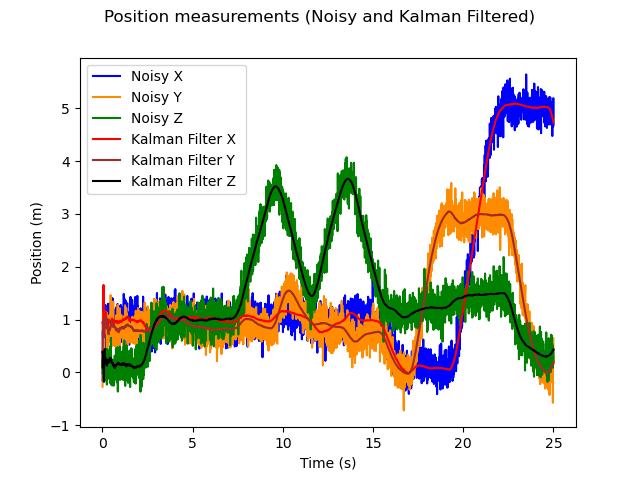 Position measurements (Noisy and Kalman Filtered)
Noisy X
Noisy Y
Noisy Z
Kalman Filter X
Kalman Filter Y
Kalman Filter Z
Position (m)
5
4
3
2
1
0
−1
0 5 10 15 20 25
Time (s)